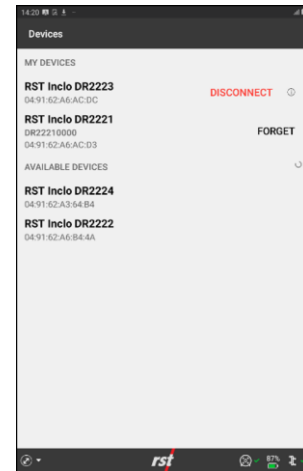 14:20
Devices
MY DEVICES
RST Inclo DR2223
04:91:62:A6:AC:DC
DISCONNECT
RST Inclo DR2221
DR22210000
04:91:62:A6:AC:D3
FORGET
AVAILABLE DEVICES
RST Inclo DR2224
04:91:62:A3:64:B4
RST Inclo DR2222
04:91:62:A6:B4:4A
rst
87%